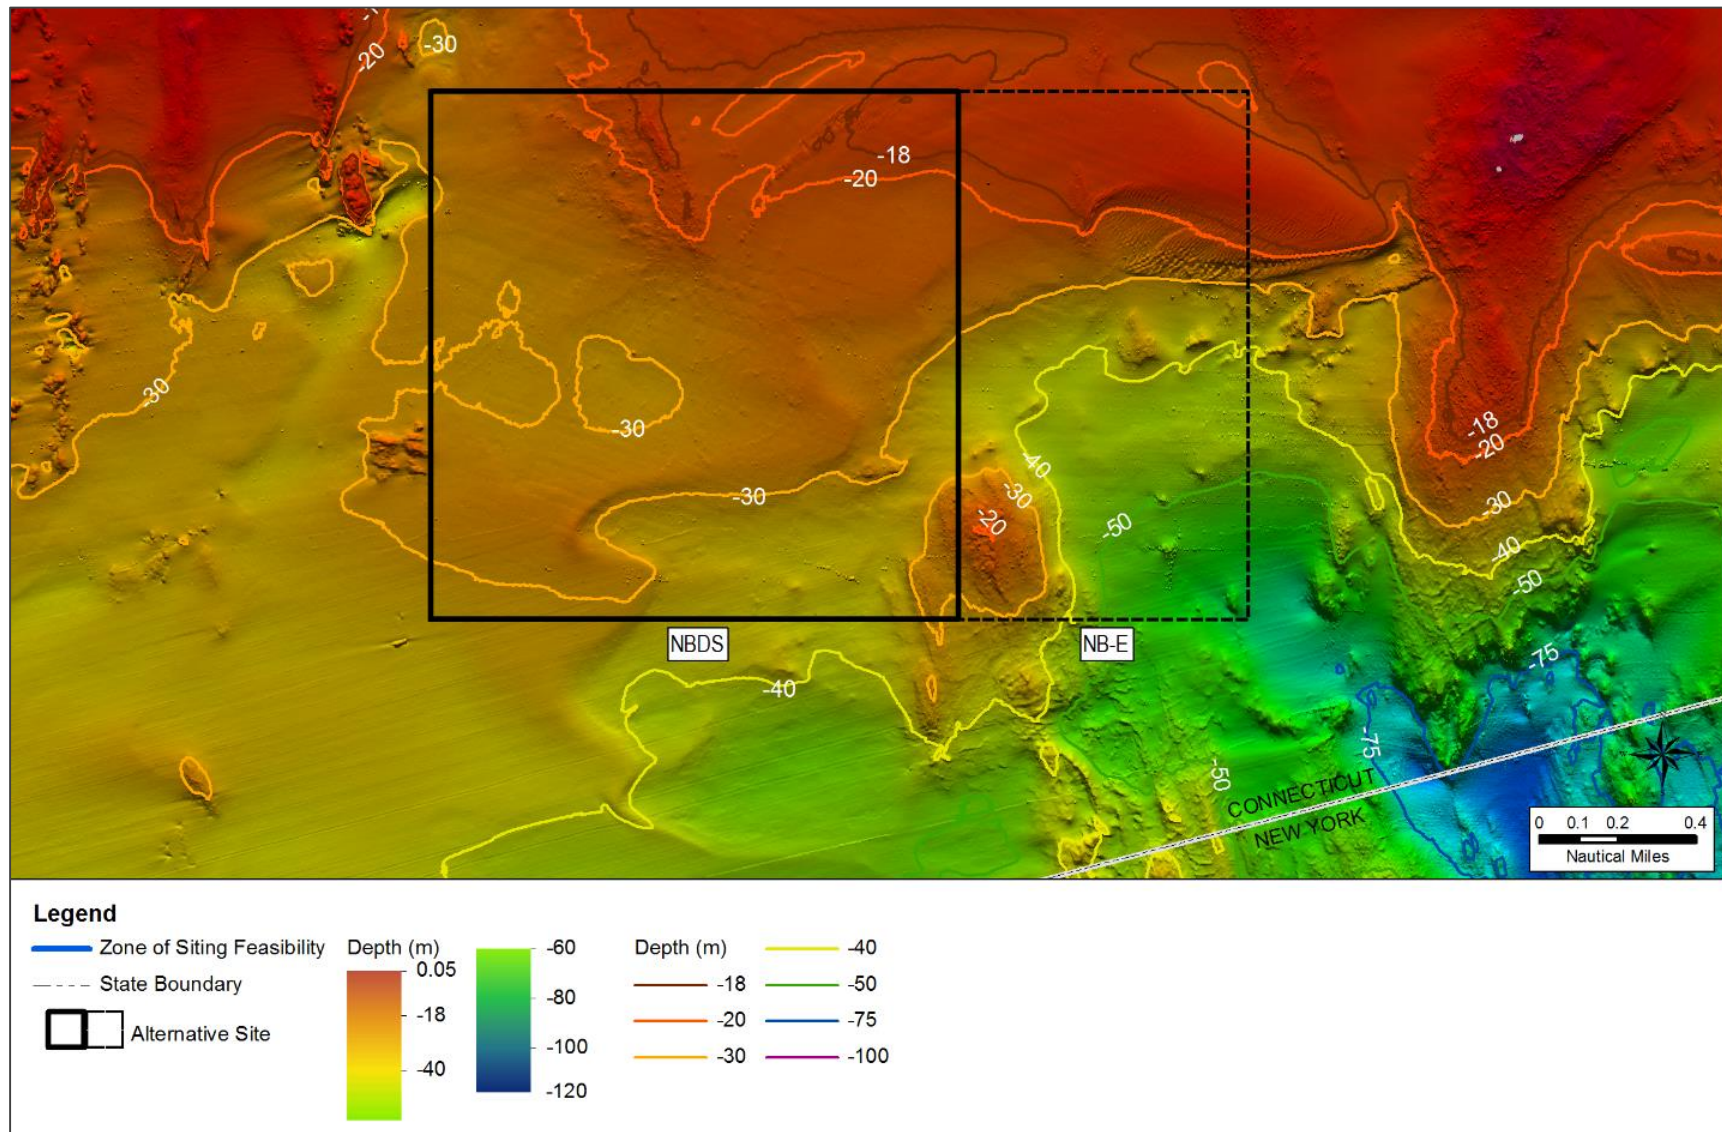 -1
-20
-30
-18
-20
-30
-30
-30
-40
-30
-20
-50
-18
-20
-30
-40
-50
-75
-75
-50
-40
NBDS
NB-E
CONNECTICUT
NEW YORK
0 0.1 0.2 0.4
Nautical Miles
Legend
Zone of Siting Feasibility
State Boundary
Alternative Site
Depth (m)
0.05
-18
-40
-60
-80
-100
-120
Depth (m)
-18
-20
-30
-40
-50
-75
-100